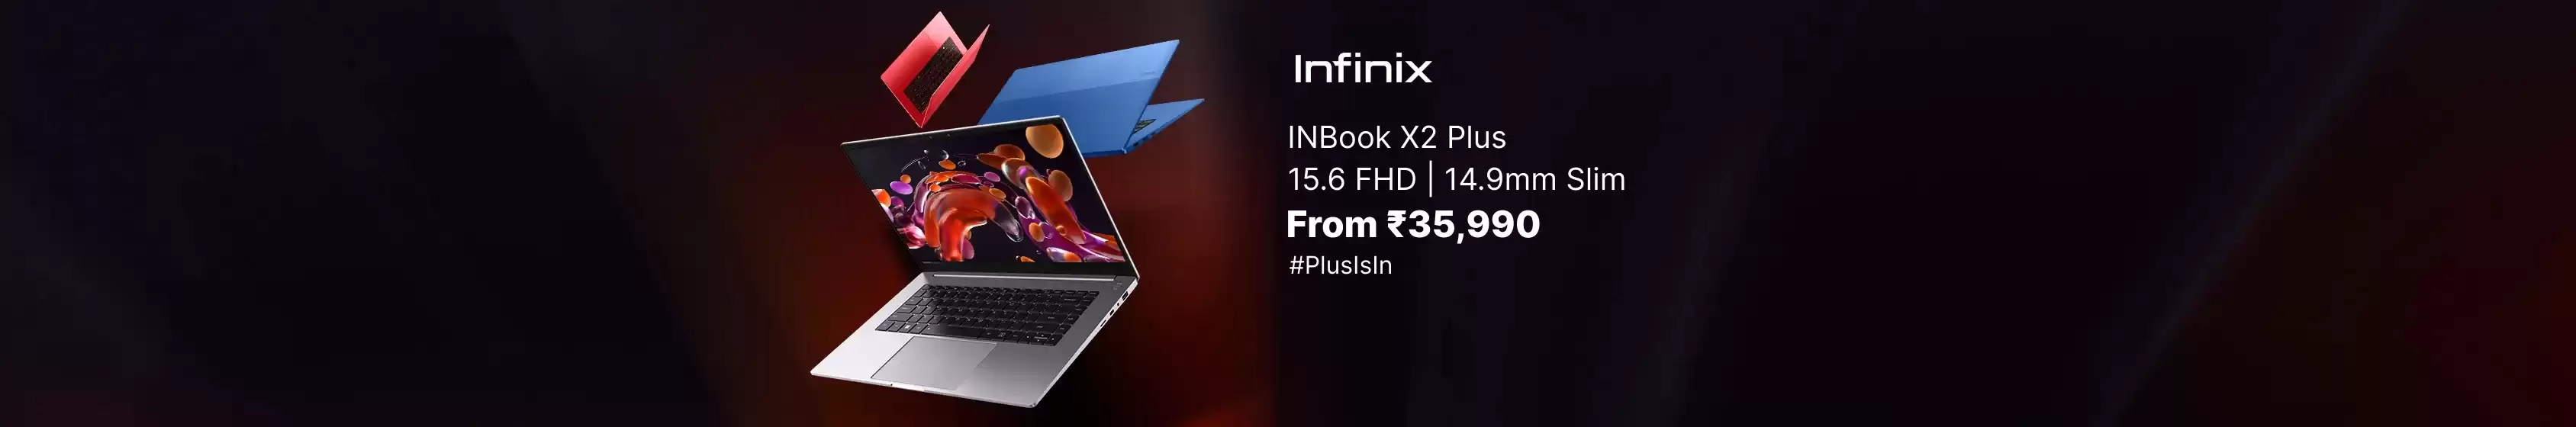 Infinix
INBook X2 Plus
15.6 FHD | 14.9mm Slim
From ₹35,990
#PlusIsIn